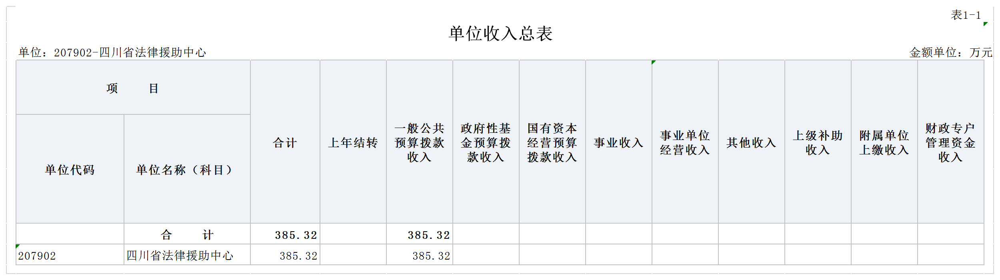 表1-1
单位收入总表
单位：207902-四川省法律援助中心
金额单位：万元
项 目
合计
上年结转
一般公共
预算拨款
收入
政府性基
金预算拨
款收入
国有资本
经营预算
拨款收入
事业收入
事业单位
经营收入
其他收入
上级补助
收入
附属单位
上缴收入
财政专户
管理资金
收入
单位代码
单位名称（科目）
合 计 385.32 385.32
207902 四川省法律援助中心 385.32 385.32